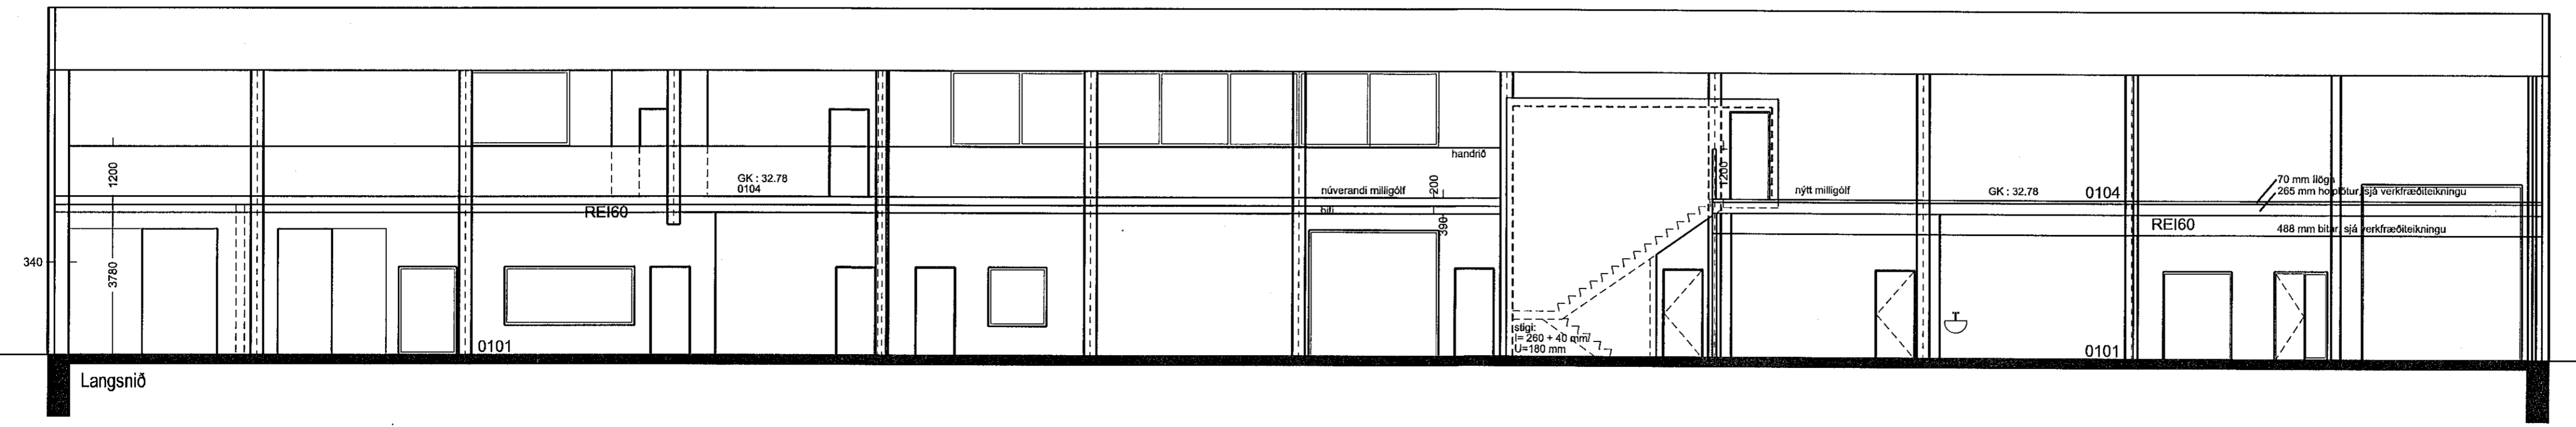 handrið
1200
GK : 32.78
0104
núverandi milligólf
200
1200
nýtt milligólf
GK : 32.78
0104
70 mm ílögn
265 mm holplötur, sjá verkfræðiteikningu
REI60
biti
390
REI60
488 mm bitar, sjá verkfræðiteikningu
340
3780
0101
stigi:
I= 260 + 40 mm
U=180 mm
0101
Langsnið